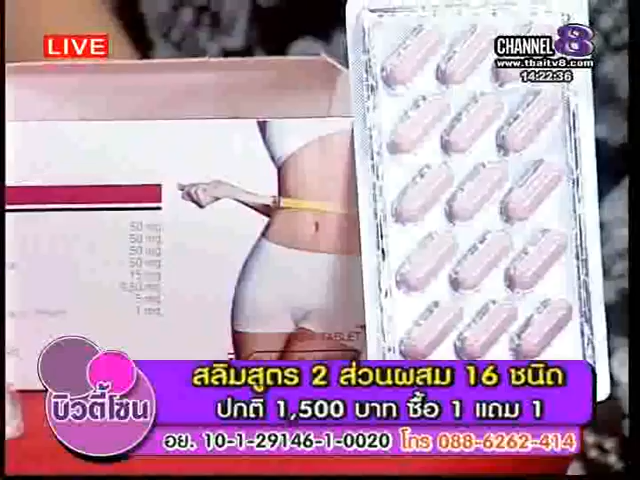 LIVE
CHANNEL 8
www.thaitv8.com
14:22:36
50 mg.
50 mg.
50 mg.
50 mg.
15 mg.
5 mg.
1 mg.
TABLET
สลิมสูตร 2 ส่วนผสม 16 ชนิด
บิวตี้โซน
ปกติ 1,500 บาท ซื้อ 1 แถม 1
อย. 10-1-29146-1-0020 โทร 088-6262-414